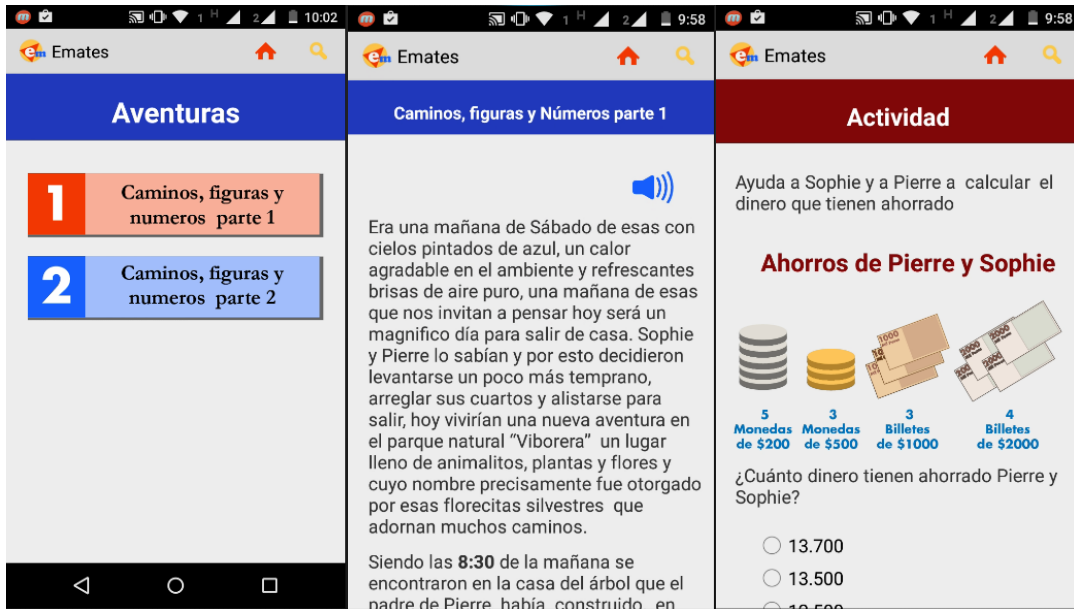 10:02
Emates
Aventuras
1
Caminos, figuras y
numeros parte 1
2
Caminos, figuras y
numeros parte 2
9:58
Emates
Caminos, figuras y Números parte 1
Era una mañana de Sábado de esas con
cielos pintados de azul, un calor
agradable en el ambiente y refrescantes
brisas de aire puro, una mañana de esas
que nos invitan a pensar hoy será un
magnifico día para salir de casa. Sophie
y Pierre lo sabían y por esto decidieron
levantarse un poco más temprano,
arreglar sus cuartos y alistarse para
salir, hoy vivirían una nueva aventura en
el parque natural “Viborera” un lugar
lleno de animalitos, plantas y flores y
cuyo nombre precisamente fue otorgado
por esas florecitas silvestres que
adornan muchos caminos.
Siendo las 8:30 de la mañana se
encontraron en la casa del árbol que el
padre de Pierre había construido en
9:58
Emates
Actividad
Ayuda a Sophie y a Pierre a calcular el
dinero que tienen ahorrado
Ahorros de Pierre y Sophie
5
Monedas
de $200
3
Monedas
de $500
3
Billetes
de $1000
4
Billetes
de $2000
¿Cuánto dinero tienen ahorrado Pierre y
Sophie?
13.700
13.500